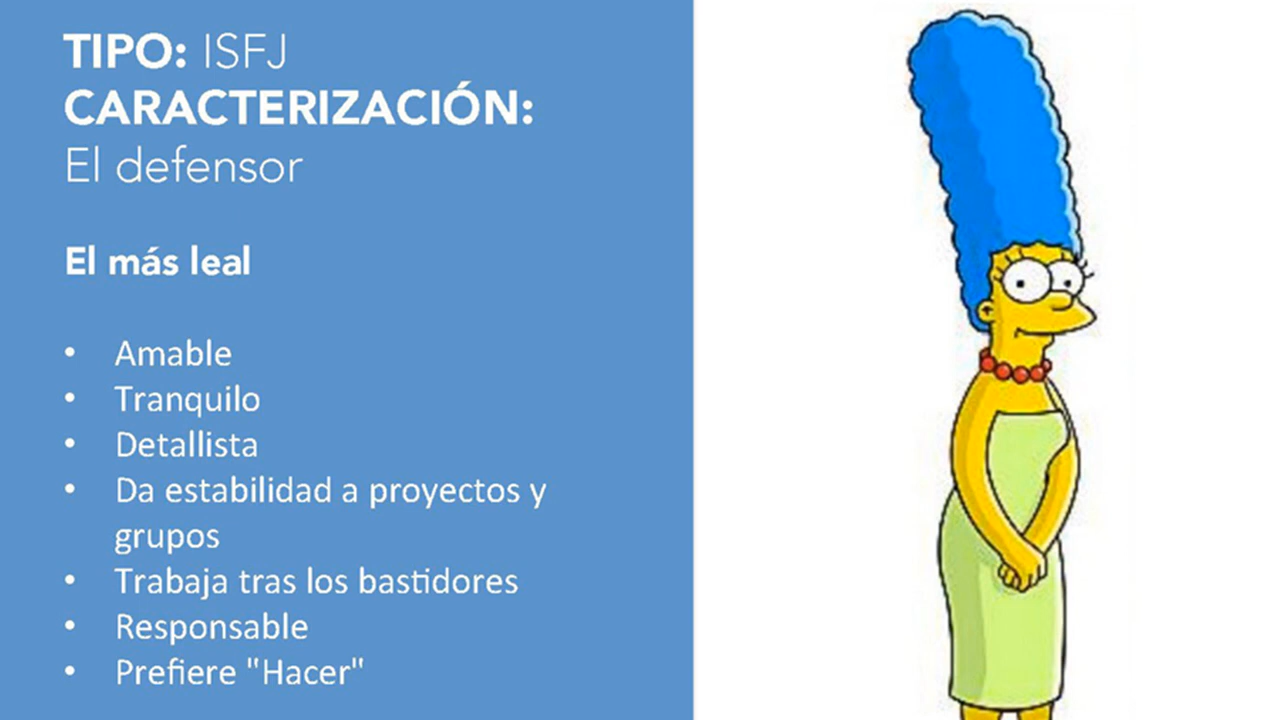 TIPO: ISFJ
CARACTERIZACIÓN:
El defensor
El más leal
• Amable
• Tranquilo
• Detallista
• Da estabilidad a proyectos y
grupos
• Trabaja tras los bastidores
• Responsable
• Prefiere "Hacer"